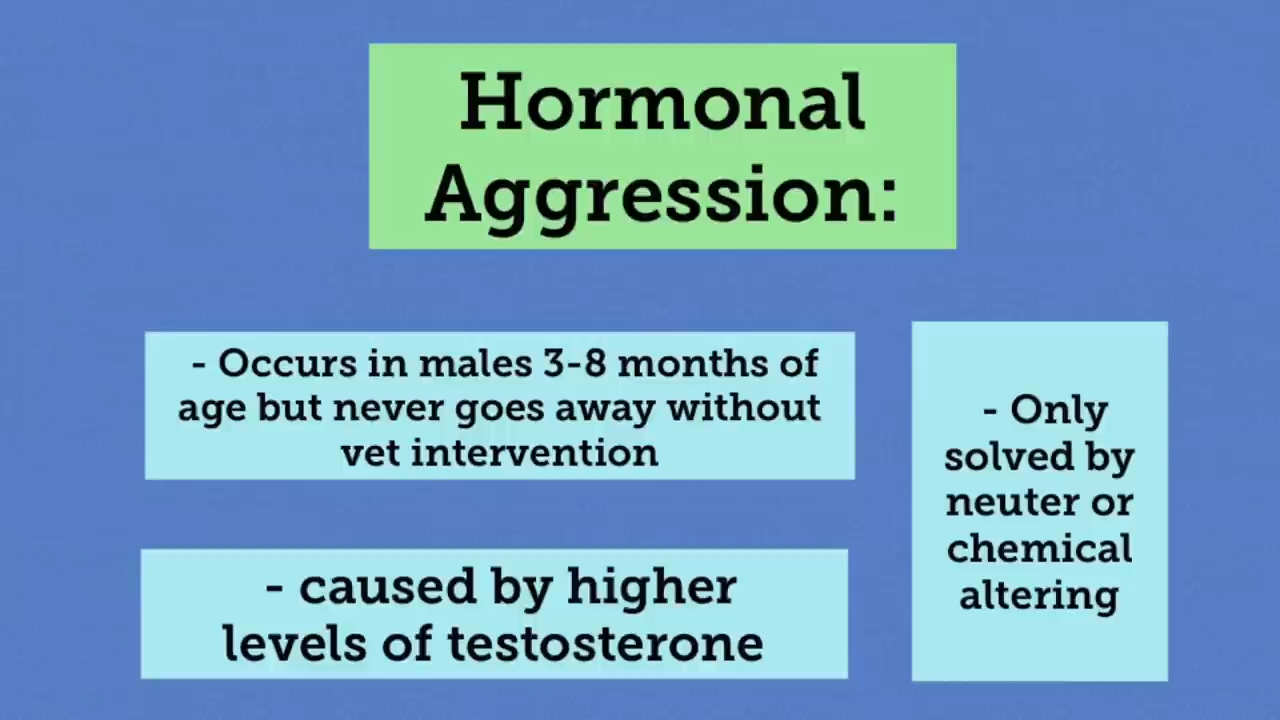 Hormonal
Aggression:
- Occurs in males 3-8 months of
age but never goes away without
vet intervention
- caused by higher
levels of testosterone
- Only
solved by
neuter or
chemical
altering